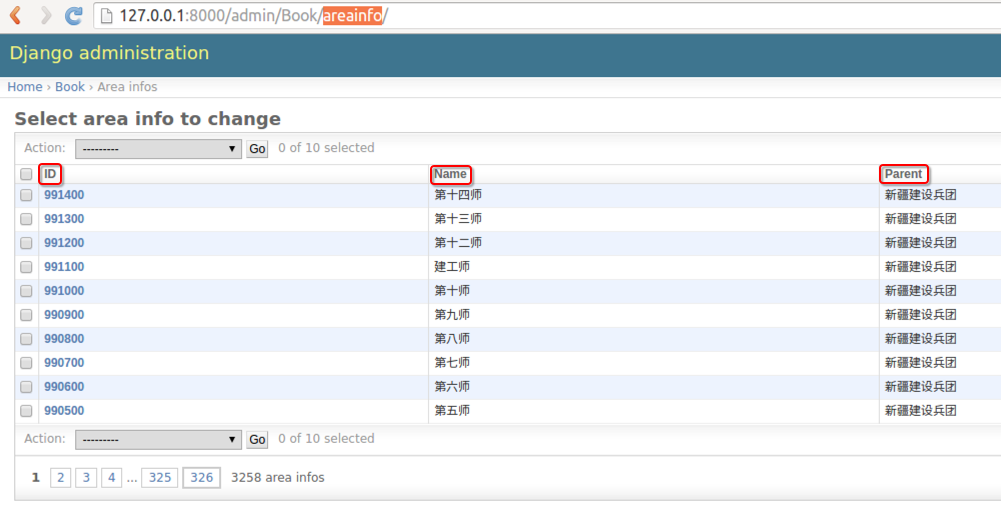 127.0.0.1:8000/admin/Book/areainfo/
Django administration
Home › Book › Area infos
Select area info to change
Action: --------- Go 0 of 10 selected
ID Name Parent
991400 第十四师 新疆建设兵团
991300 第十三师 新疆建设兵团
991200 第十二师 新疆建设兵团
991100 建工师 新疆建设兵团
991000 第十师 新疆建设兵团
990900 第九师 新疆建设兵团
990800 第八师 新疆建设兵团
990700 第七师 新疆建设兵团
990600 第六师 新疆建设兵团
990500 第五师 新疆建设兵团
Action: --------- Go 0 of 10 selected
1 2 3 4 ... 325 326 3258 area infos